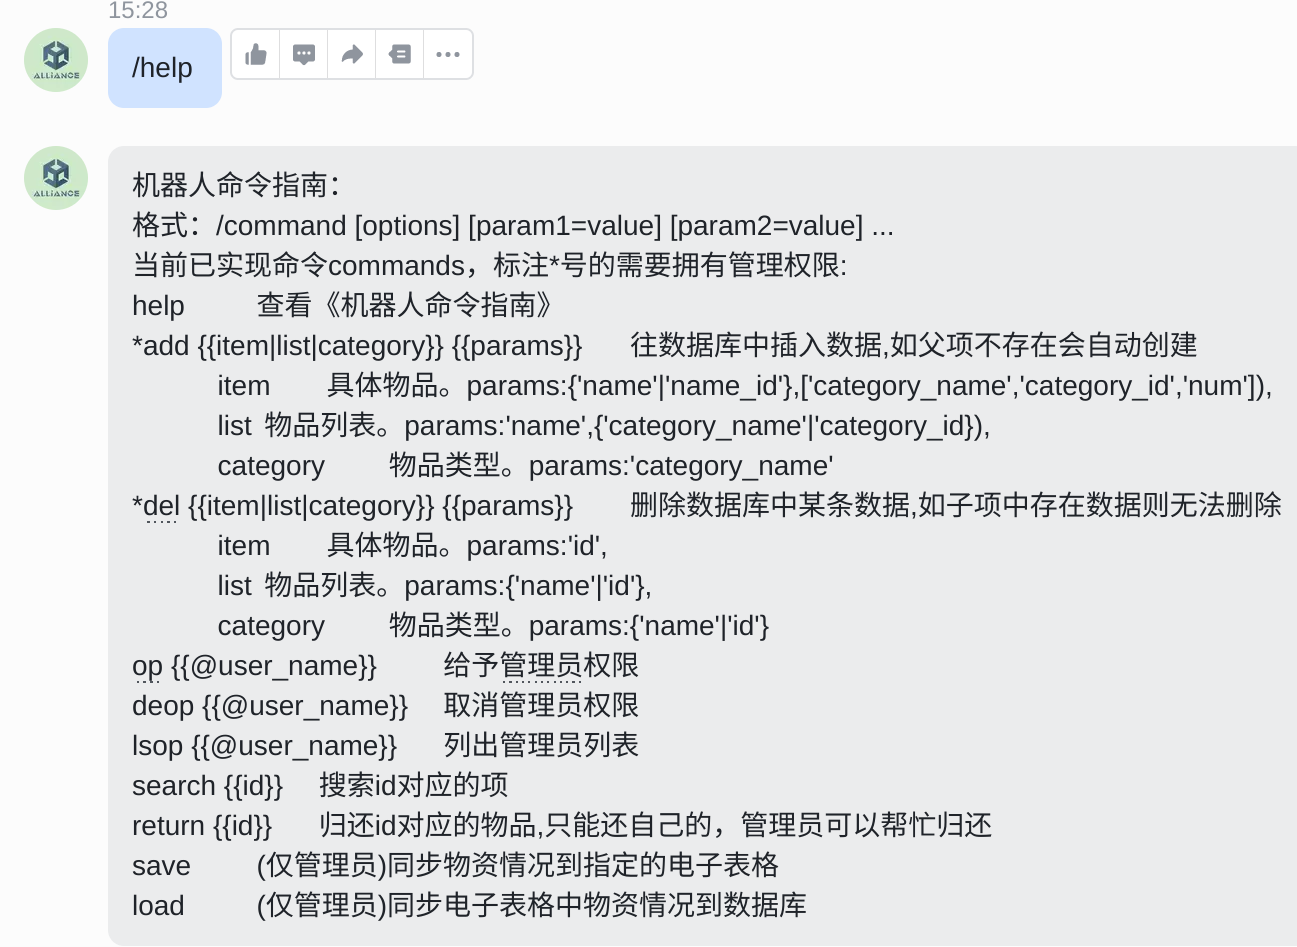 15:28
ALLiANCE
/help
ALLiANCE
机器人命令指南：
格式：/command [options] [param1=value] [param2=value] ...
当前已实现命令commands，标注*号的需要拥有管理权限:
help 查看《机器人命令指南》
*add {{item|list|category}} {{params}} 往数据库中插入数据,如父项不存在会自动创建
item 具体物品。params:{'name'|'name_id'},['category_name','category_id','num']),
list 物品列表。params:'name',{'category_name'|'category_id}),
category 物品类型。params:'category_name'
*del {{item|list|category}} {{params}} 删除数据库中某条数据,如子项中存在数据则无法删除
item 具体物品。params:'id',
list 物品列表。params:{'name'|'id'},
category 物品类型。params:{'name'|'id'}
op {{@user_name}} 给予管理员权限
deop {{@user_name}} 取消管理员权限
lsop {{@user_name}} 列出管理员列表
search {{id}} 搜索id对应的项
return {{id}} 归还id对应的物品,只能还自己的，管理员可以帮忙归还
save (仅管理员)同步物资情况到指定的电子表格
load (仅管理员)同步电子表格中物资情况到数据库